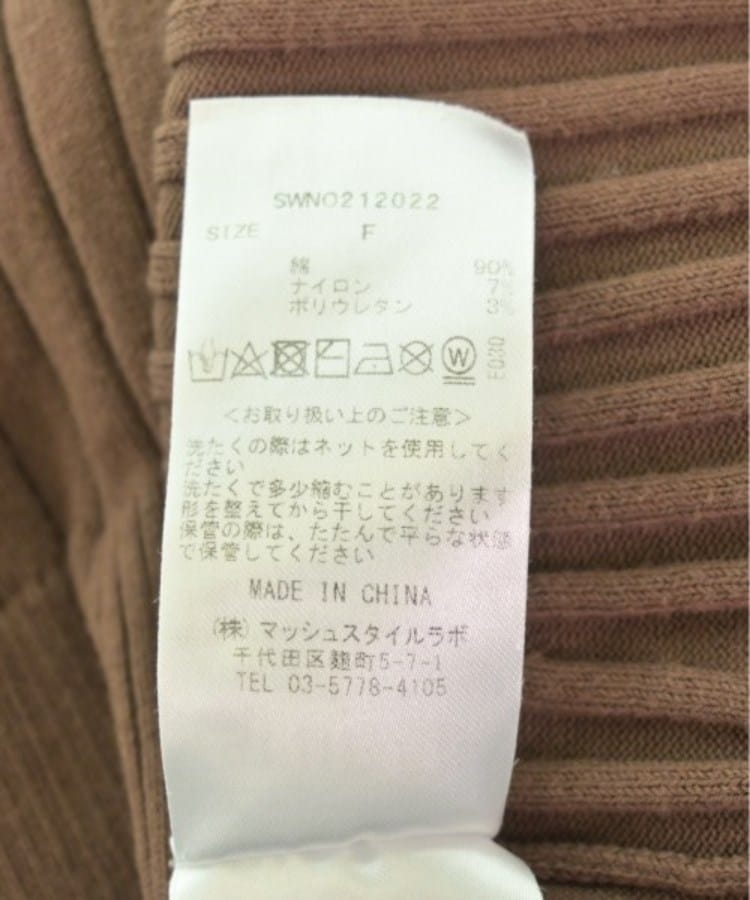 SWNO212022
SIZE F
綿 90%
ナイロン 7%
ポリウレタン 3%
W E030
<お取り扱い上のご注意>
洗たくの際はネットを使用してく
ださい
洗たくで多少縮むことがあります
形を整えてから干してください
保管の際は、たたんで平らな状態
で保管してください
MADE IN CHINA
(株)マッシュスタイルラボ
千代田区麹町5-7-1
TEL 03-5778-4105